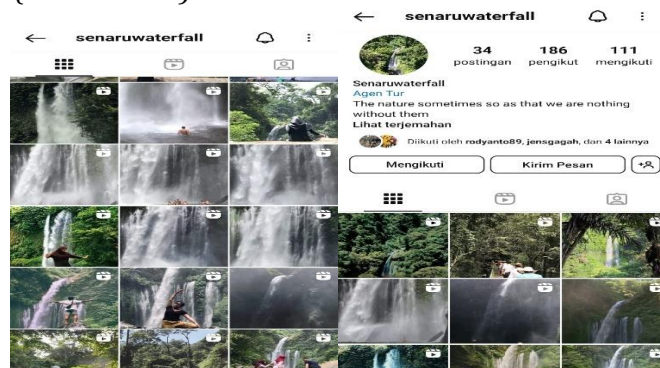 senaruwaterfall
senaruwaterfall
34 186 111
postingan pengikut mengikuti
Senaruwaterfall
Agen Tur
The nature sometimes so as that we are nothing
without them
Lihat terjemahan
Diikuti oleh rodyanto89, jensgagah, dan 4 lainnya
Mengikuti Kirim Pesan